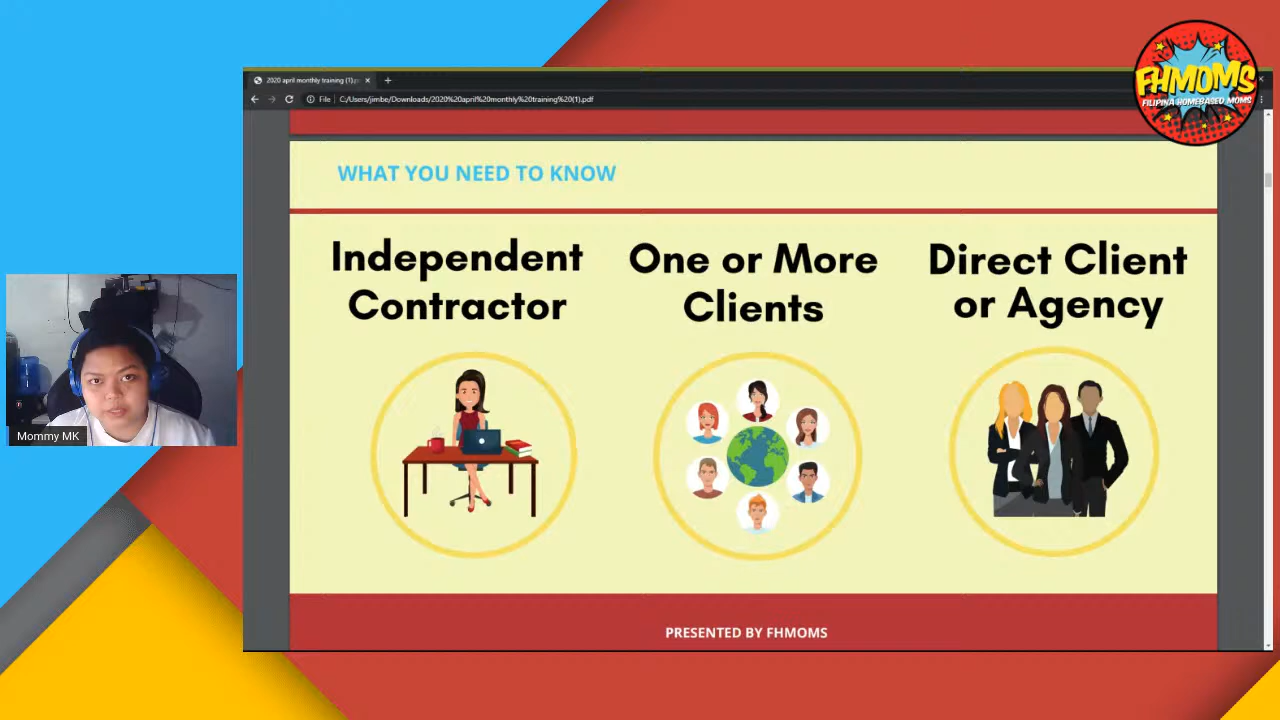 FHMOMS
FILIPINA HOMEBASED MOMS
2020 april monthly training (1).p
File C:/Users/jimbe/Downloads/2020%20april%20monthly%20training%20(1).pdf
WHAT YOU NEED TO KNOW
Independent
Contractor
One or More
Clients
Direct Client
or Agency
Mommy MK
PRESENTED BY FHMOMS